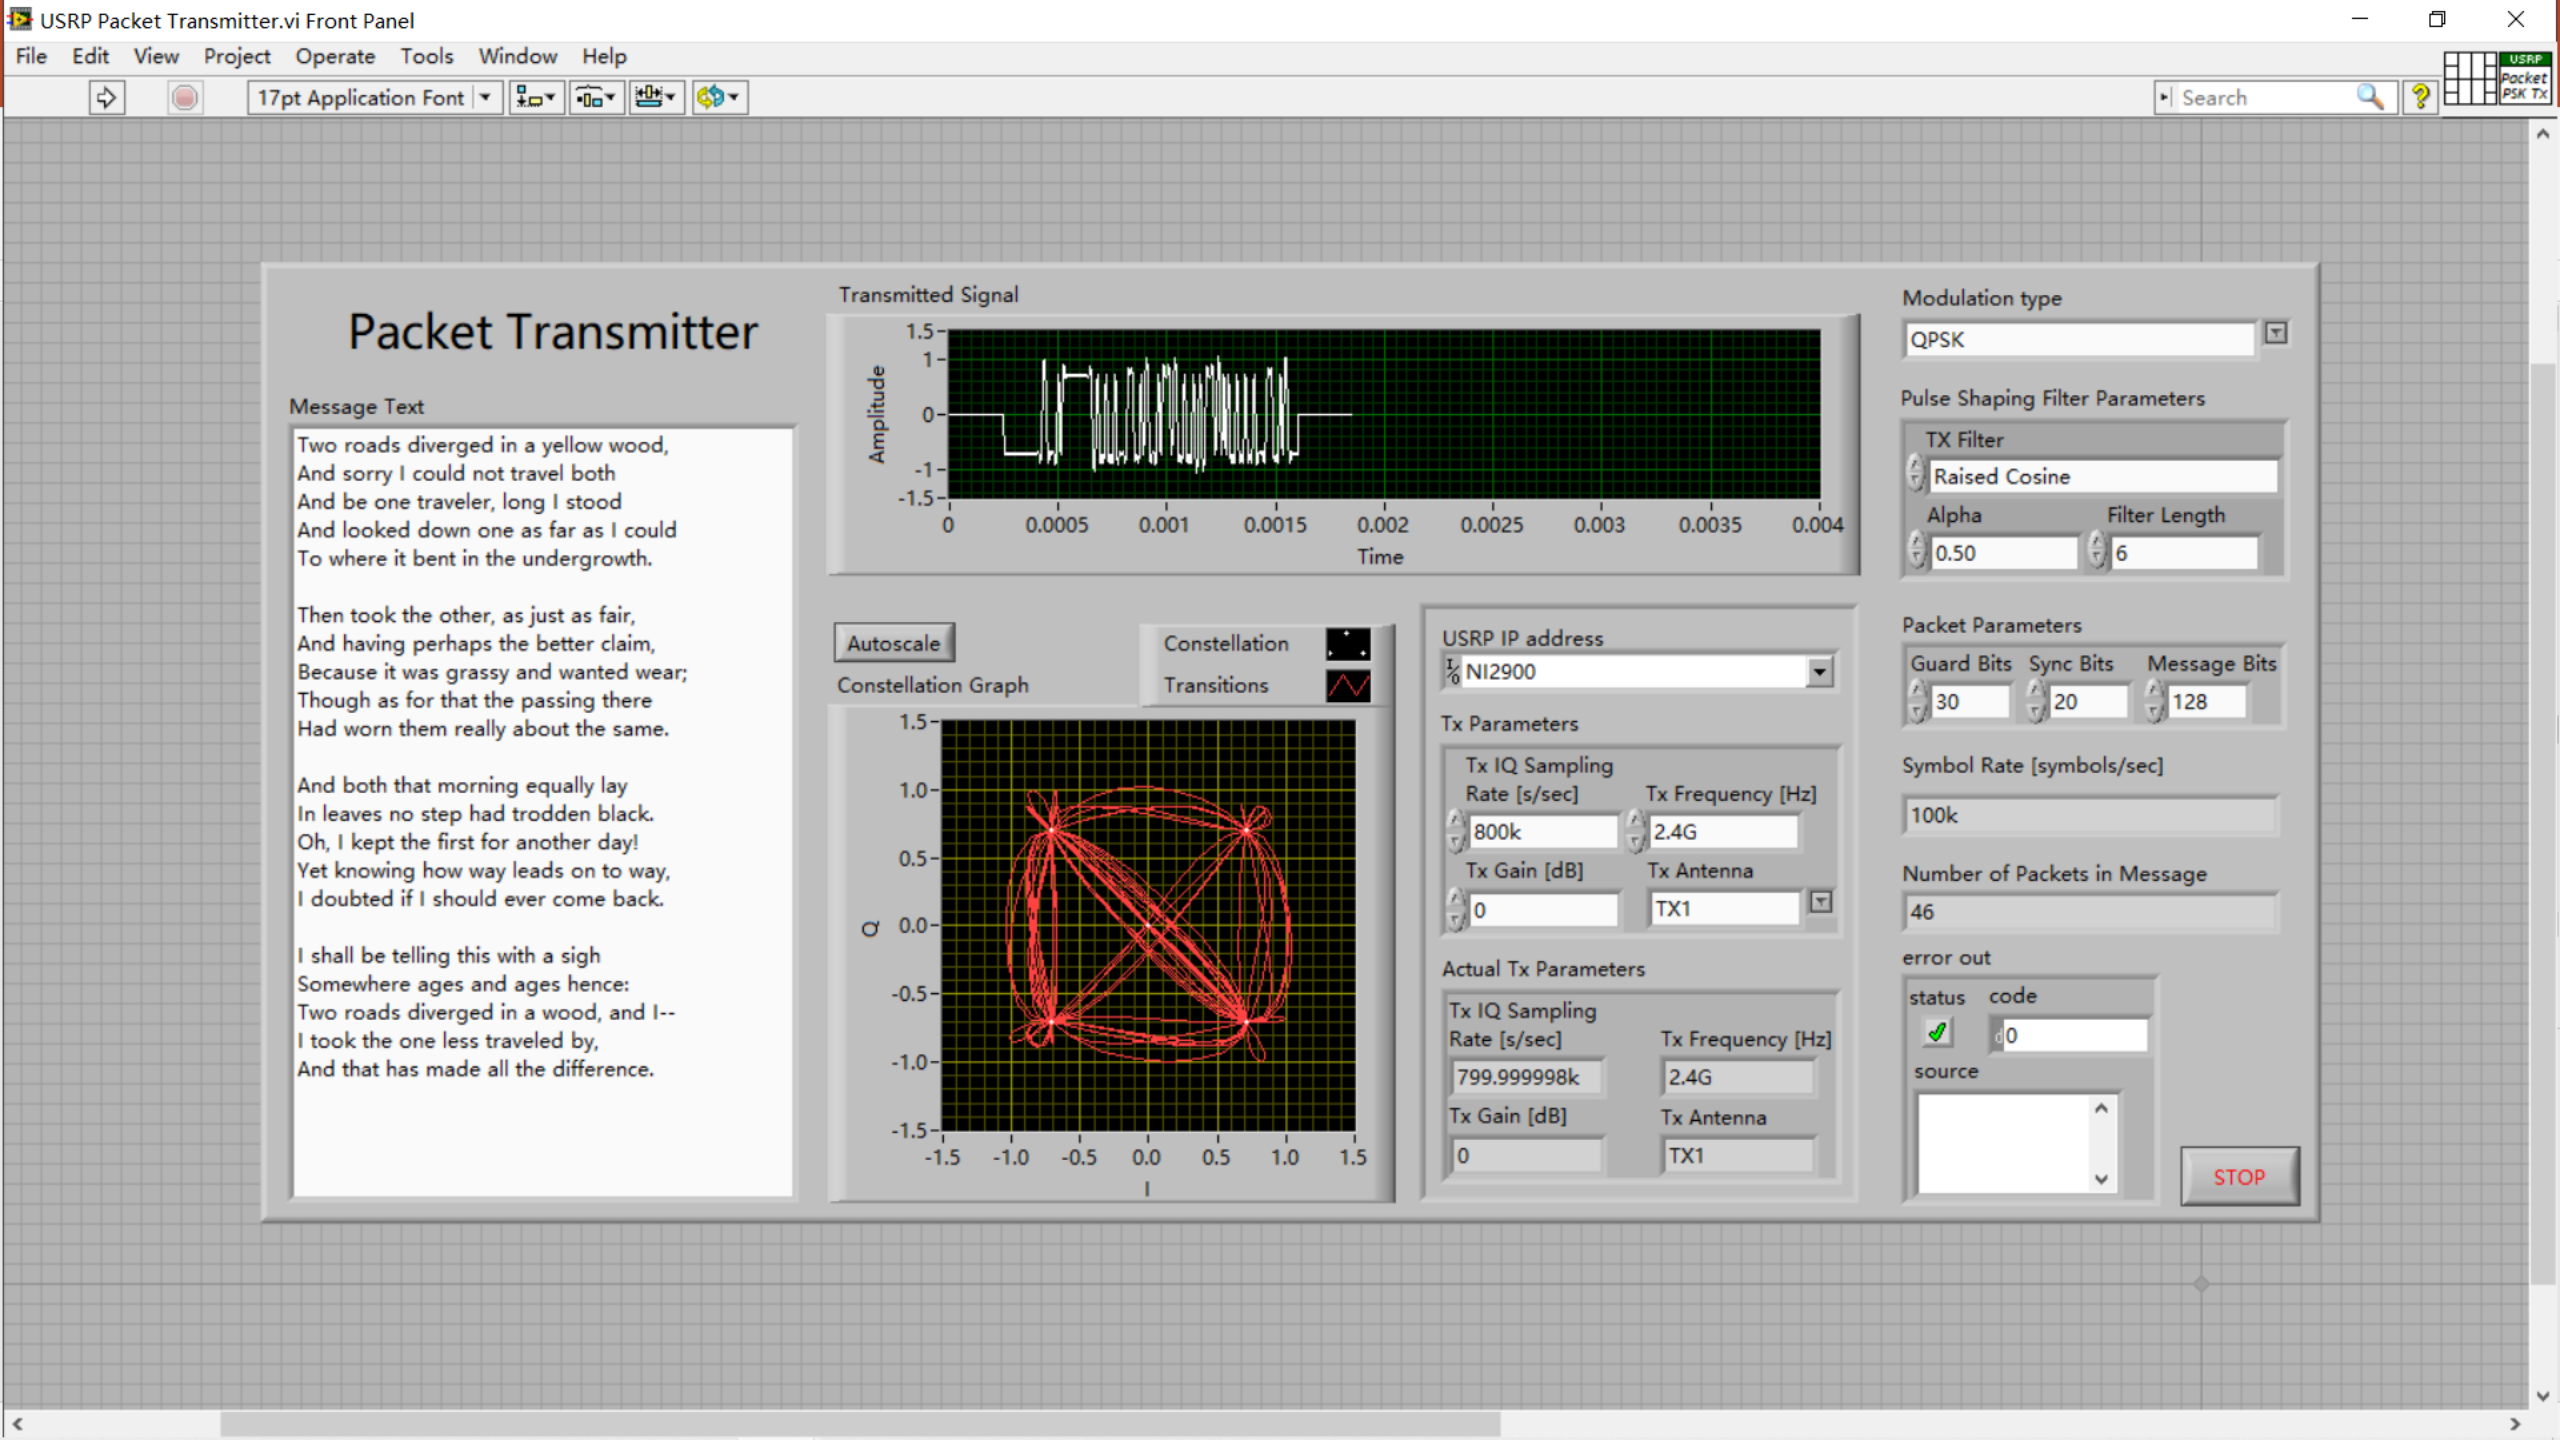 USRP Packet Transmitter.vi Front Panel
File Edit View Project Operate Tools Window Help
17pt Application Font
Search
USRP
Packet
PSK Tx
Packet Transmitter
Message Text
Two roads diverged in a yellow wood,
And sorry I could not travel both
And be one traveler, long I stood
And looked down one as far as I could
To where it bent in the undergrowth.
Then took the other, as just as fair,
And having perhaps the better claim,
Because it was grassy and wanted wear;
Though as for that the passing there
Had worn them really about the same.
And both that morning equally lay
In leaves no step had trodden black.
Oh, I kept the first for another day!
Yet knowing how way leads on to way,
I doubted if I should ever come back.
I shall be telling this with a sigh
Somewhere ages and ages hence:
Two roads diverged in a wood, and I--
I took the one less traveled by,
And that has made all the difference.
Transmitted Signal
Amplitude
1.5
1
0
-1
-1.5
0 0.0005 0.001 0.0015 0.002 0.0025 0.003 0.0035 0.004
Time
Autoscale
Constellation
Constellation Graph
Transitions
Q
1.5
1.0
0.5
0.0
-0.5
-1.0
-1.5
-1.5 -1.0 -0.5 0.0 0.5 1.0 1.5
I
USRP IP address
I/O NI2900
Tx Parameters
Tx IQ Sampling
Rate [s/sec] Tx Frequency [Hz]
800k 2.4G
Tx Gain [dB] Tx Antenna
0 TX1
Actual Tx Parameters
Tx IQ Sampling
Rate [s/sec] Tx Frequency [Hz]
799.999998k 2.4G
Tx Gain [dB] Tx Antenna
0 TX1
Modulation type
QPSK
Pulse Shaping Filter Parameters
TX Filter
Raised Cosine
Alpha Filter Length
0.50 6
Packet Parameters
Guard Bits Sync Bits Message Bits
30 20 128
Symbol Rate [symbols/sec]
100k
Number of Packets in Message
46
error out
status code
d 0
source
STOP